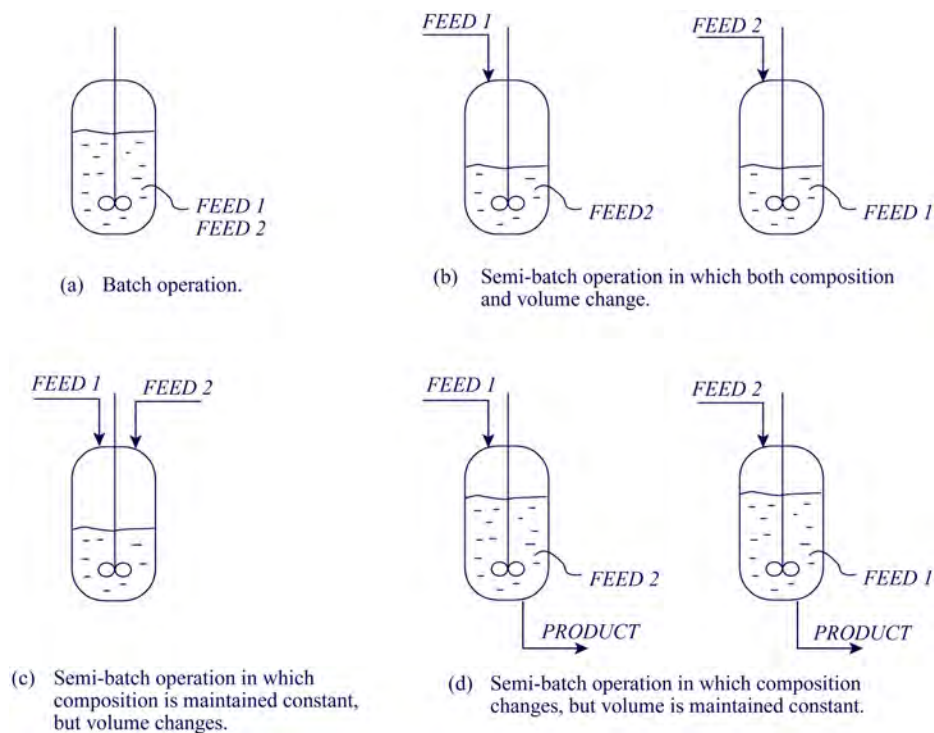 FEED 1
FEED 2
FEED 1
FEED 2
FEED2
FEED 1
(a) Batch operation.
(b) Semi-batch operation in which both composition
and volume change.
FEED 1
FEED 2
FEED 1
FEED 2
FEED 2
FEED 1
PRODUCT
PRODUCT
(c) Semi-batch operation in which
composition is maintained constant,
but volume changes.
(d) Semi-batch operation in which composition
changes, but volume is maintained constant.